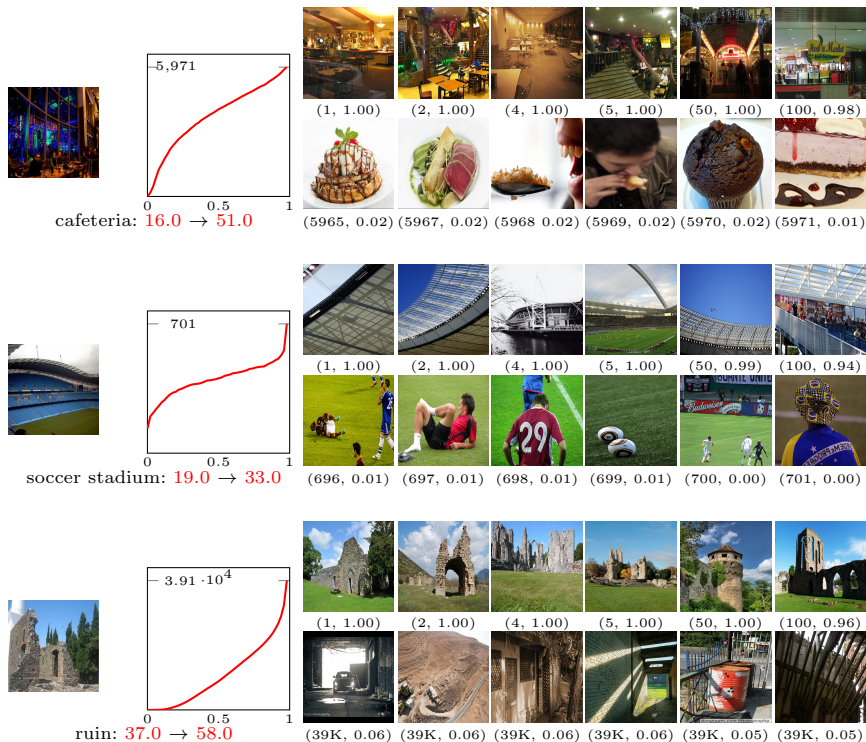 5,971
0 0.5 1
cafeteria: 16.0 → 51.0
(1, 1.00) (2, 1.00) (4, 1.00) (5, 1.00) (50, 1.00) (100, 0.98)
(5965, 0.02) (5967, 0.02) (5968 0.02) (5969, 0.02) (5970, 0.02) (5971, 0.01)
701
0 0.5 1
soccer stadium: 19.0 → 33.0
(1, 1.00) (2, 1.00) (4, 1.00) (5, 1.00) (50, 0.99) (100, 0.94)
Budweiser
29
(696, 0.01) (697, 0.01) (698, 0.01) (699, 0.01) (700, 0.00) (701, 0.00)
3.91 ·10⁴
0 0.5 1
ruin: 37.0 → 58.0
(1, 1.00) (2, 1.00) (4, 1.00) (5, 1.00) (50, 1.00) (100, 0.96)
(39K, 0.06) (39K, 0.06) (39K, 0.06) (39K, 0.06) (39K, 0.05) (39K, 0.05)